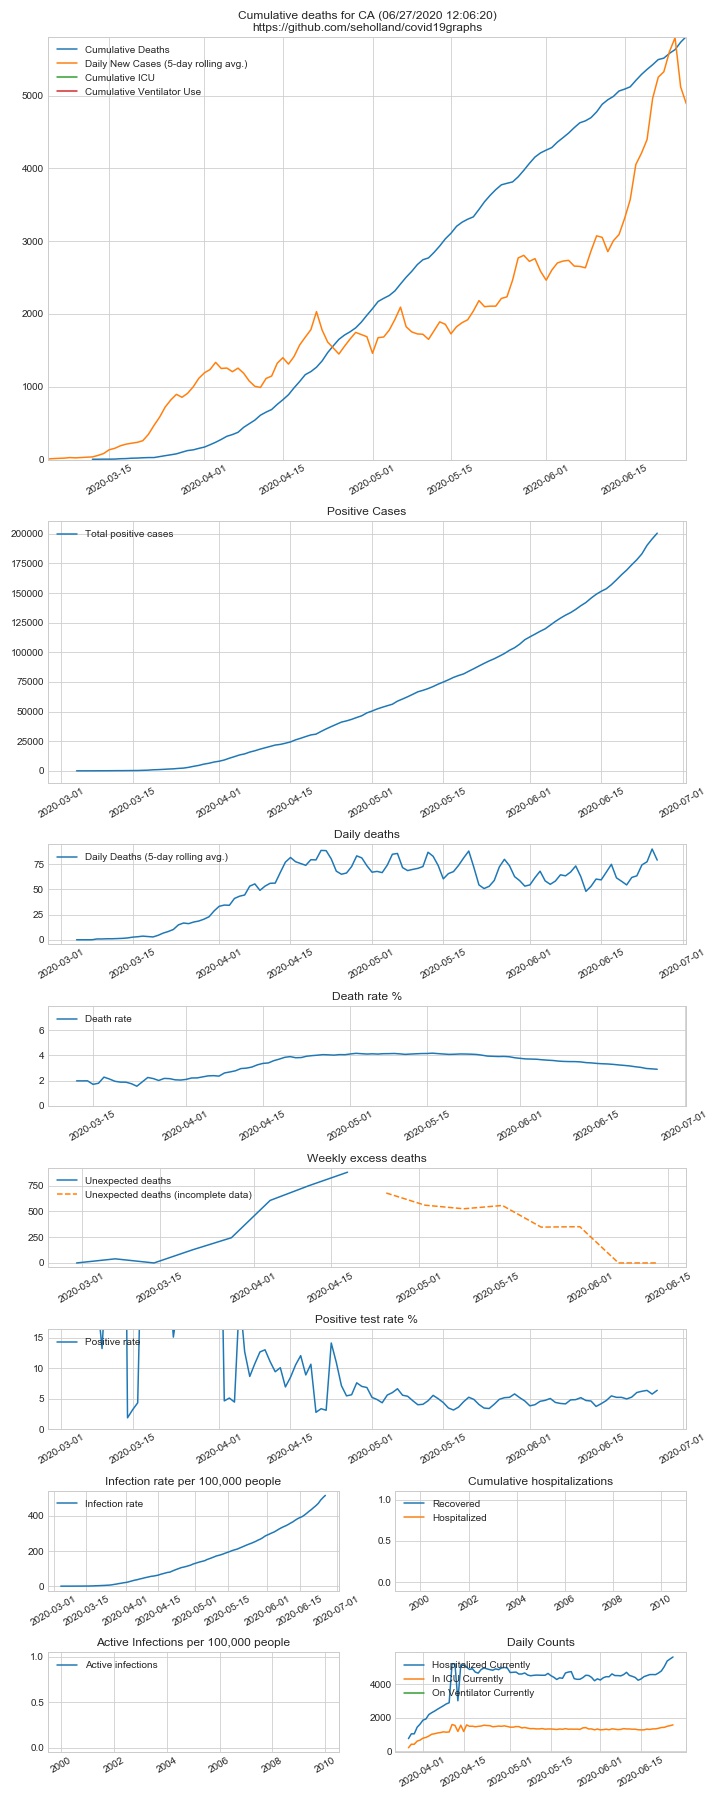 Cumulative deaths for CA (06/27/2020 12:06:20)
https://github.com/seholland/covid19graphs
Cumulative Deaths
Daily New Cases (5-day rolling avg.)
Cumulative ICU
Cumulative Ventilator Use
5000
4000
3000
2000
1000
0
2020-03-15 2020-04-01 2020-04-15 2020-05-01 2020-05-15 2020-06-01 2020-06-15
Positive Cases
Total positive cases
200000
175000
150000
125000
100000
75000
50000
25000
0
2020-03-01 2020-03-15 2020-04-01 2020-04-15 2020-05-01 2020-05-15 2020-06-01 2020-06-15 2020-07-01
Daily deaths
Daily Deaths (5-day rolling avg.)
75
50
25
0
2020-03-01 2020-03-15 2020-04-01 2020-04-15 2020-05-01 2020-05-15 2020-06-01 2020-06-15 2020-07-01
Death rate %
Death rate
6
4
2
0
2020-03-15 2020-04-01 2020-04-15 2020-05-01 2020-05-15 2020-06-01 2020-06-15 2020-07-01
Weekly excess deaths
Unexpected deaths
Unexpected deaths (incomplete data)
750
500
250
0
2020-03-01 2020-03-15 2020-04-01 2020-04-15 2020-05-01 2020-05-15 2020-06-01 2020-06-15
Positive test rate %
Positive rate
15
10
5
0
2020-03-01 2020-03-15 2020-04-01 2020-04-15 2020-05-01 2020-05-15 2020-06-01 2020-06-15 2020-07-01
Infection rate per 100,000 people
Infection rate
400
200
0
2020-03-01 2020-03-15 2020-04-01 2020-04-15 2020-05-01 2020-05-15 2020-06-01 2020-06-15 2020-07-01
Cumulative hospitalizations
Recovered
Hospitalized
1.0
0.5
0.0
2000 2002 2004 2006 2008 2010
Active Infections per 100,000 people
Active infections
1.0
0.5
0.0
2000 2002 2004 2006 2008 2010
Daily Counts
Hospitalized Currently
In ICU Currently
On Ventilator Currently
4000
2000
0
2020-04-01 2020-04-15 2020-05-01 2020-05-15 2020-06-01 2020-06-15